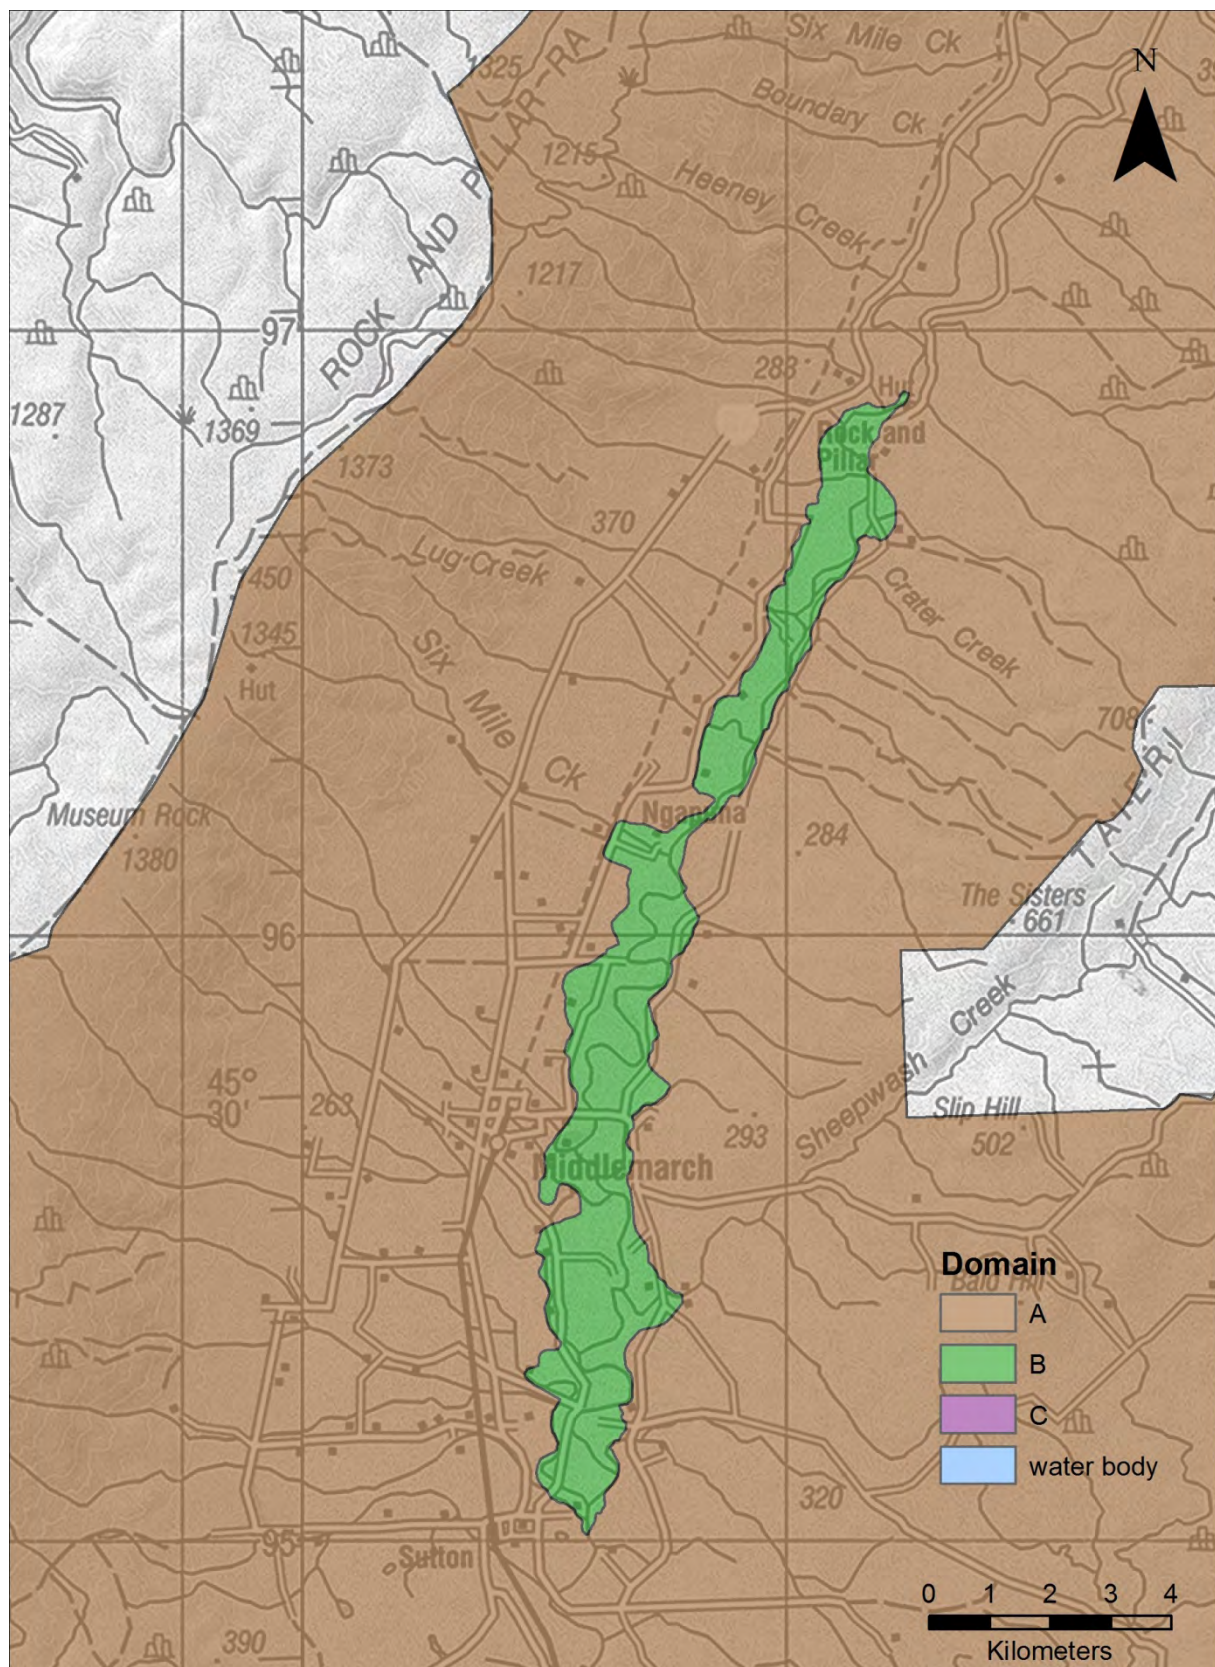 Six Mile Ck
N
1325
Boundary Ck
1215
Heeney Creek
ROCK AND PILLAR RA
1217
97
288
Hut
1287
1369
Rock and
Pillar
1373
370
Lug Creek
450
Crater Creek
1345
Six Mile Ck
Hut
708
TAIERI
Museum Rock
Ngapuna
1380
284
The Sisters
661
96
Sheepwash Creek
45°
30'
263
Slip Hill
293
502
Middlemarch
Domain
Bald Hill
A
B
C
water body
320
95
Sutton
0 1 2 3 4
Kilometers
390